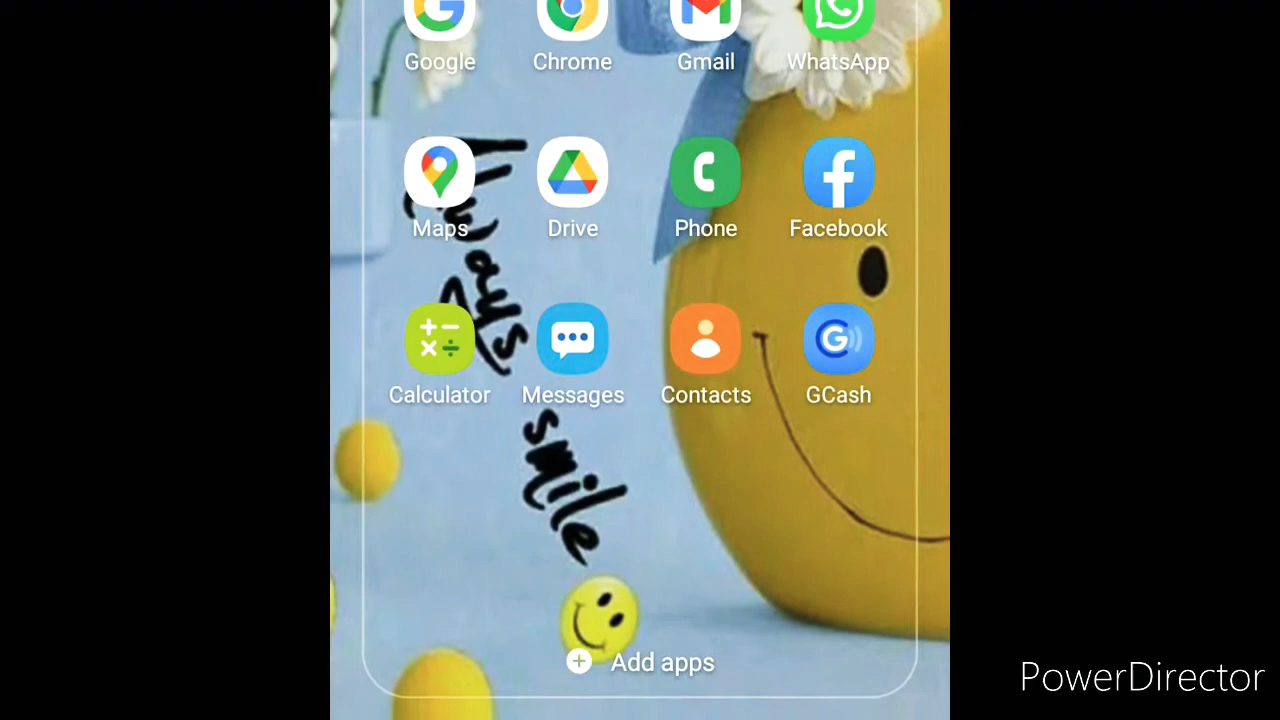 Google Chrome Gmail WhatsApp
Maps Drive Phone Facebook
Always
Calculator Messages Contacts GCash
smile
Add apps
PowerDirector